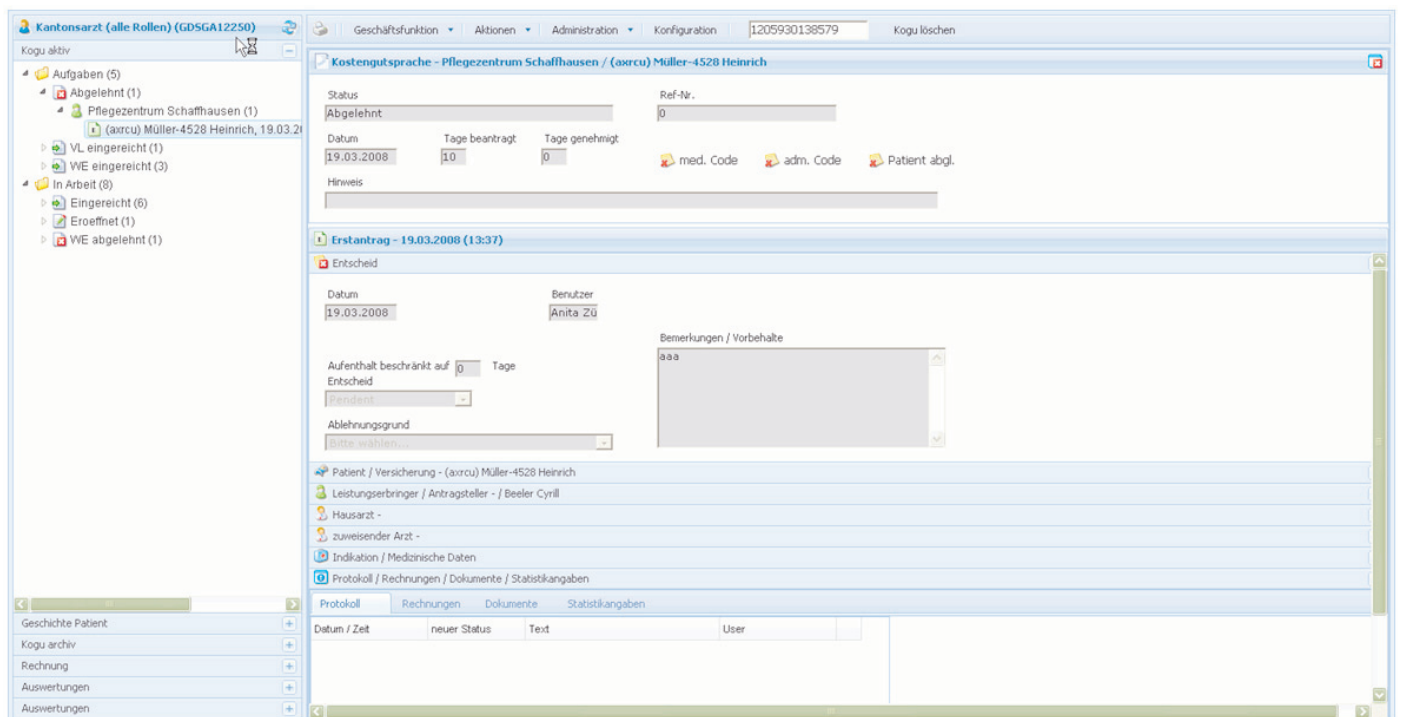 Kantonsarzt (alle Rollen) (GDSGA12250)
Kogu aktiv
Aufgaben (5)
Abgelehnt (1)
Pflegezentrum Schaffhausen (1)
(axrcu) Müller-4528 Heinrich, 19.03.2
VL eingereicht (1)
WE eingereicht (3)
In Arbeit (8)
Eingereicht (6)
Eroeffnet (1)
WE abgelehnt (1)
Geschichte Patient
Kogu archiv
Rechnung
Auswertungen
Auswertungen
Geschäftsfunktion Aktionen Administration Konfiguration 1205930138579 Kogu löschen
Kostengutsprache - Pflegezentrum Schaffhausen / (axrcu) Müller-4528 Heinrich
Status Ref-Nr.
Abgelehnt 0
Datum Tage beantragt Tage genehmigt
19.03.2008 10 0 med. Code adm. Code Patient abgl.
Hinweis
Erstantrag - 19.03.2008 (13:37)
Entscheid
Datum Benutzer
19.03.2008 Anita Zü
Bemerkungen / Vorbehalte
aaa
Aufenthalt beschränkt auf 0 Tage
Entscheid
Pendent
Ablehnungsgrund
Bitte wählen...
Patient / Versicherung - (axrcu) Müller-4528 Heinrich
Leistungserbringer / Antragsteller - / Beeler Cyrill
Hausarzt -
zuweisender Arzt -
Indikation / Medizinische Daten
Protokoll / Rechnungen / Dokumente / Statistikangaben
Protokoll Rechnungen Dokumente Statistikangaben
Datum / Zeit neuer Status Text User